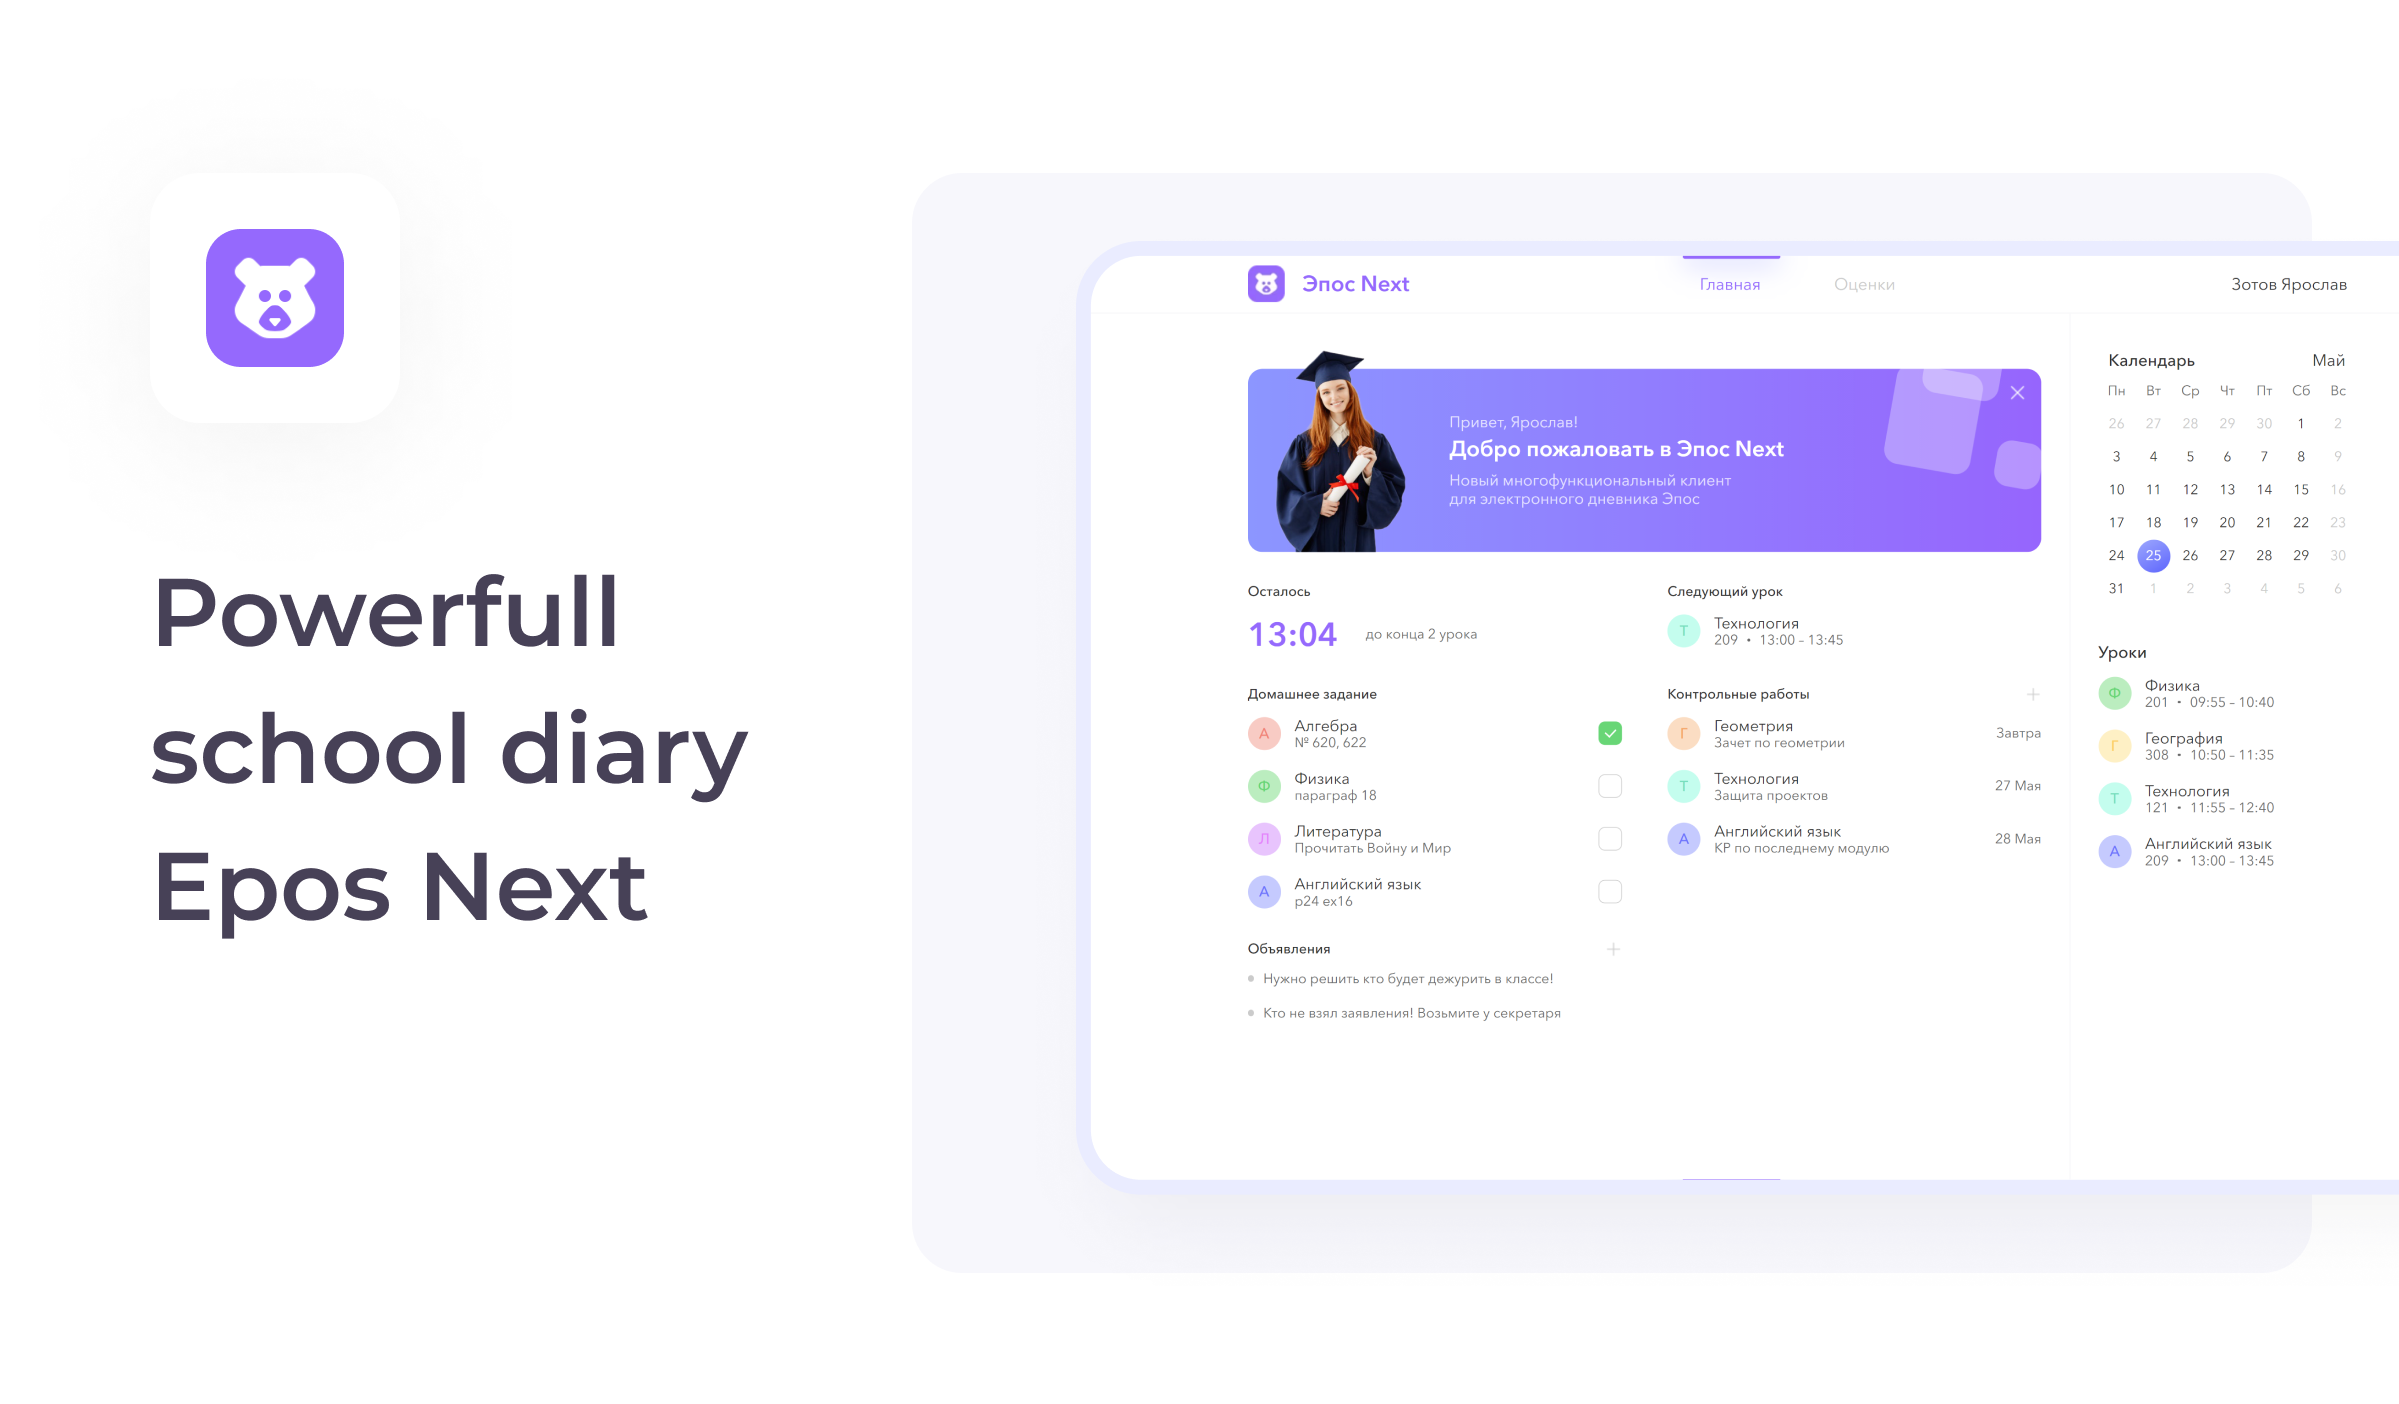 Powerfull
school diary
Epos Next
Эпос Next
Главная
Оценки
Зотов Ярослав
Привет, Ярослав!
Добро пожаловать в Эпос Next
Новый многофункциональный клиент
для электронного дневника Эпос
Осталось
13:04 до конца 2 урока
Следующий урок
Т
Технология
209 • 13:00 – 13:45
Домашнее задание
А
Алгебра
№ 620, 622
Ф
Физика
параграф 18
Л
Литература
Прочитать Войну и Мир
А
Английский язык
p24 ex16
Контрольные работы
Г
Геометрия
Зачет по геометрии
Завтра
Т
Технология
Защита проектов
27 Мая
А
Английский язык
КР по последнему модулю
28 Мая
Объявления
Нужно решить кто будет дежурить в классе!
Кто не взял заявления! Возьмите у секретаря
Календарь Май
Пн Вт Ср Чт Пт Сб Вс
26 27 28 29 30 1 2
3 4 5 6 7 8 9
10 11 12 13 14 15 16
17 18 19 20 21 22 23
24 25 26 27 28 29 30
31 1 2 3 4 5 6
Уроки
Ф
Физика
201 • 09:55 – 10:40
Г
География
308 • 10:50 – 11:35
Т
Технология
121 • 11:55 – 12:40
А
Английский язык
209 • 13:00 – 13:45